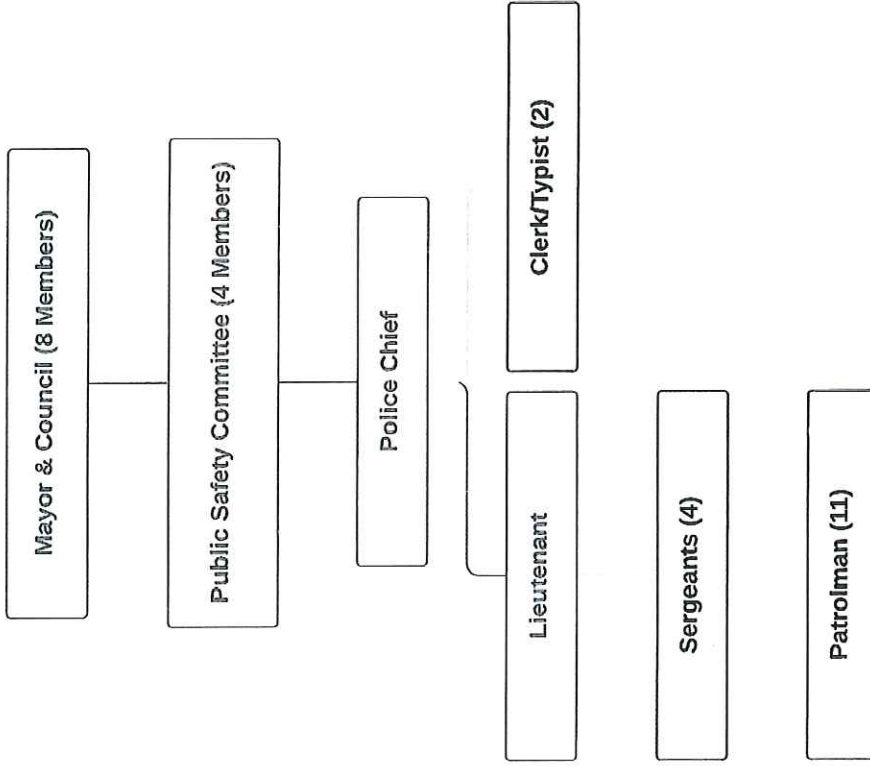 Mayor & Council (8 Members)
Public Safety Committee (4 Members)
Police Chief
Lieutenant
Clerk/Typist (2)
Sergeants (4)
Patrolman (11)